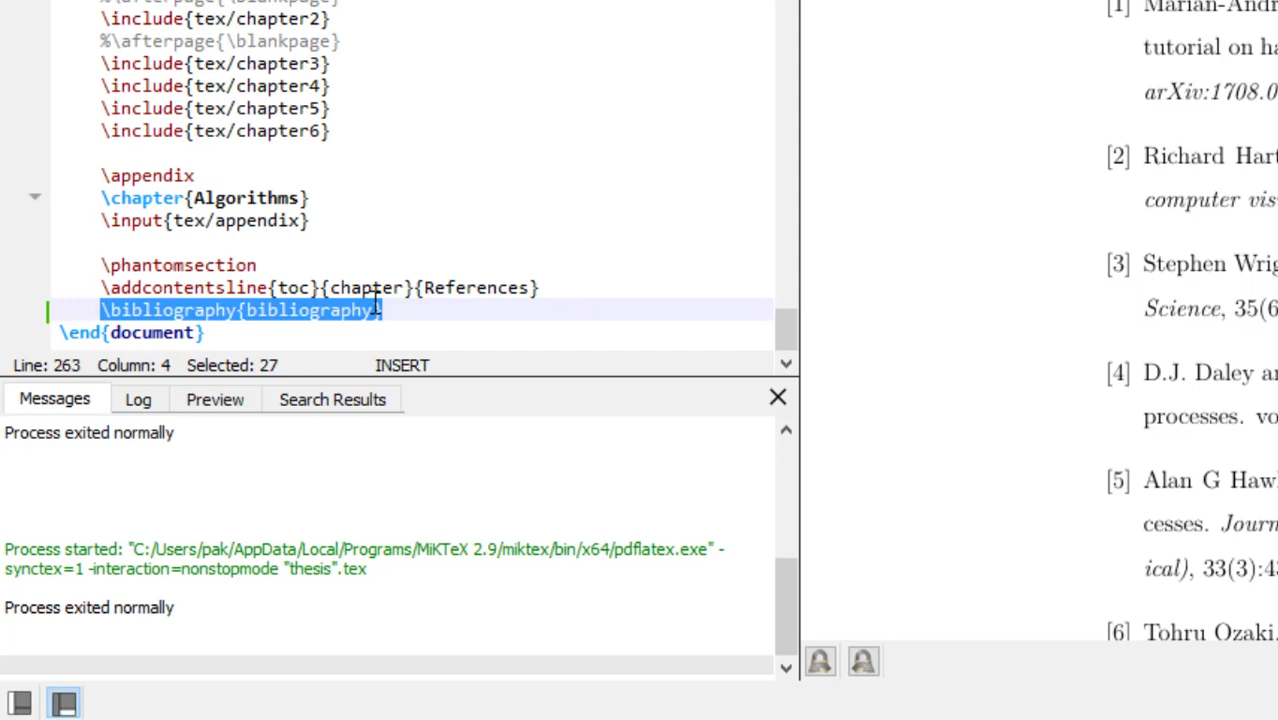 %\afterpage{\blankpage}
\include{tex/chapter2}
%\afterpage{\blankpage}
\include{tex/chapter3}
\include{tex/chapter4}
\include{tex/chapter5}
\include{tex/chapter6}
\appendix
\chapter{Algorithms}
\input{tex/appendix}
\phantomsection
\addcontentsline{toc}{chapter}{References}
\bibliography{bibliography}
\end{document}
Line: 263 Column: 4 Selected: 27 INSERT
Messages Log Preview Search Results
Process exited normally
Process started: "C:/Users/pak/AppData/Local/Programs/MiKTeX 2.9/miktex/bin/x64/pdflatex.exe" -
synctex=1 -interaction=nonstopmode "thesis".tex
Process exited normally
[1] Marian-Andr
tutorial on ha
arXiv:1708.0
[2] Richard Hart
computer vis
[3] Stephen Wrig
Science, 35(6
[4] D.J. Daley an
processes. vo
[5] Alan G Hawk
cesses. Journ
ical), 33(3):43
[6] Tohru Ozaki.